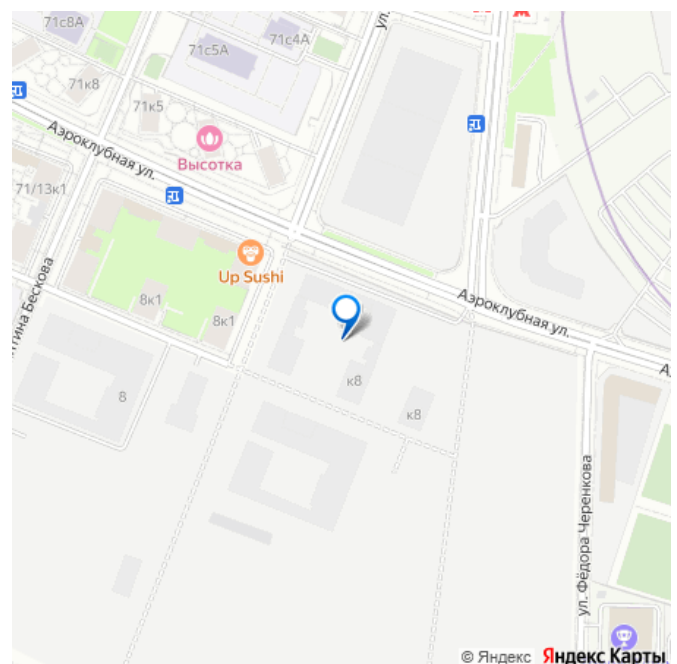 71с8А
71с4А
ул.
71с5А
71к8
71к5
Аэроклубная ул.
Высотка
71/13к1
Up Sushi
8к1
8к1
Аэроклубная ул.
к8
к8
8
ул. Фёдора Черенкова
© Яндекс Яндекс Карты